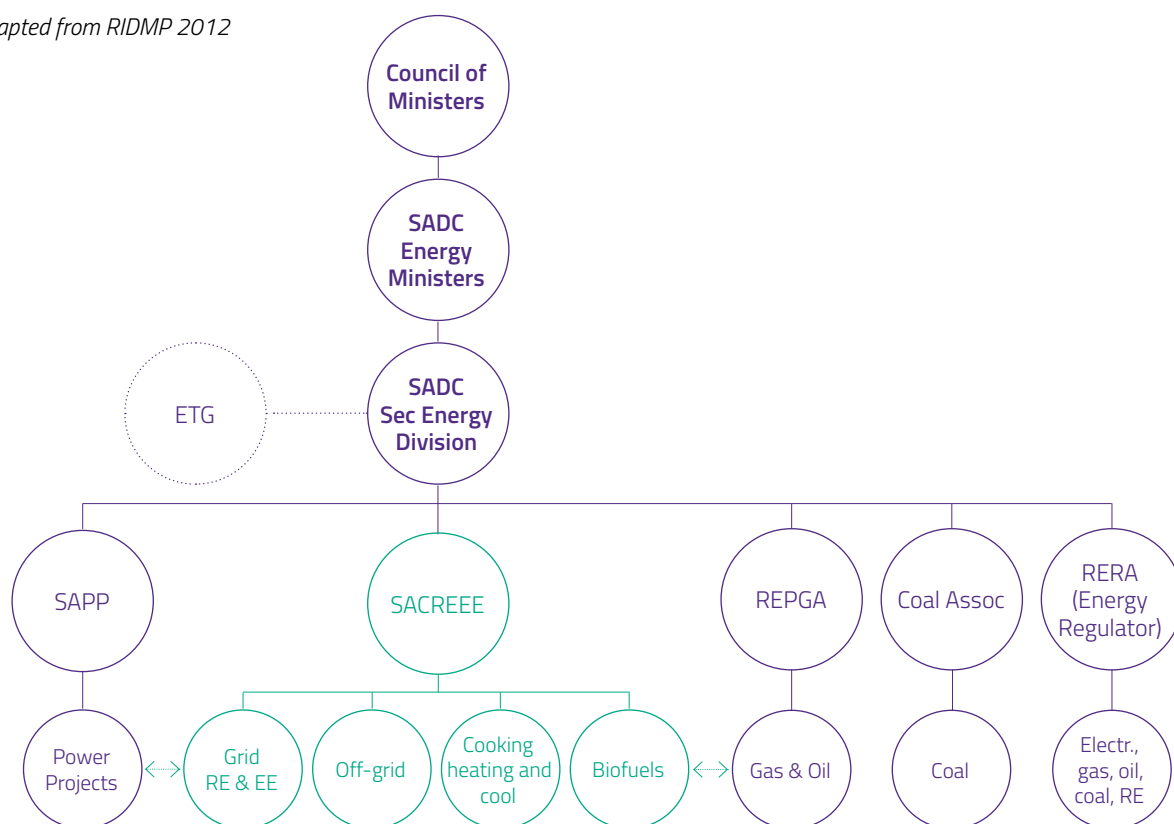 apted from RIDMP 2012
Council of
Ministers
SADC
Energy
Ministers
ETG
SADC
Sec Energy
Division
SAPP
SACREEE
REPGA
Coal Assoc
RERA
(Energy
Regulator)
Power
Projects
Grid
RE & EE
Off-grid
Cooking
heating and
cool
Biofuels
Gas & Oil
Coal
Electr.,
gas, oil,
coal, RE